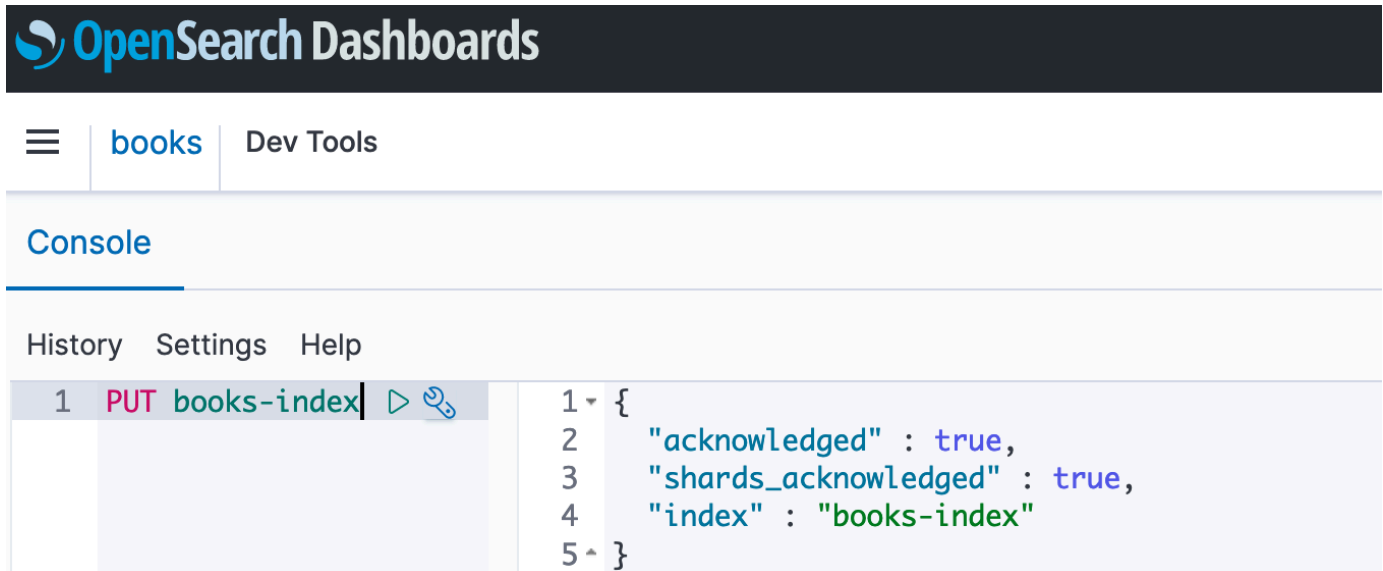 OpenSearch Dashboards
books Dev Tools
Console
History Settings Help
1 PUT books-index
1 {
2 "acknowledged" : true,
3 "shards_acknowledged" : true,
4 "index" : "books-index"
5 }